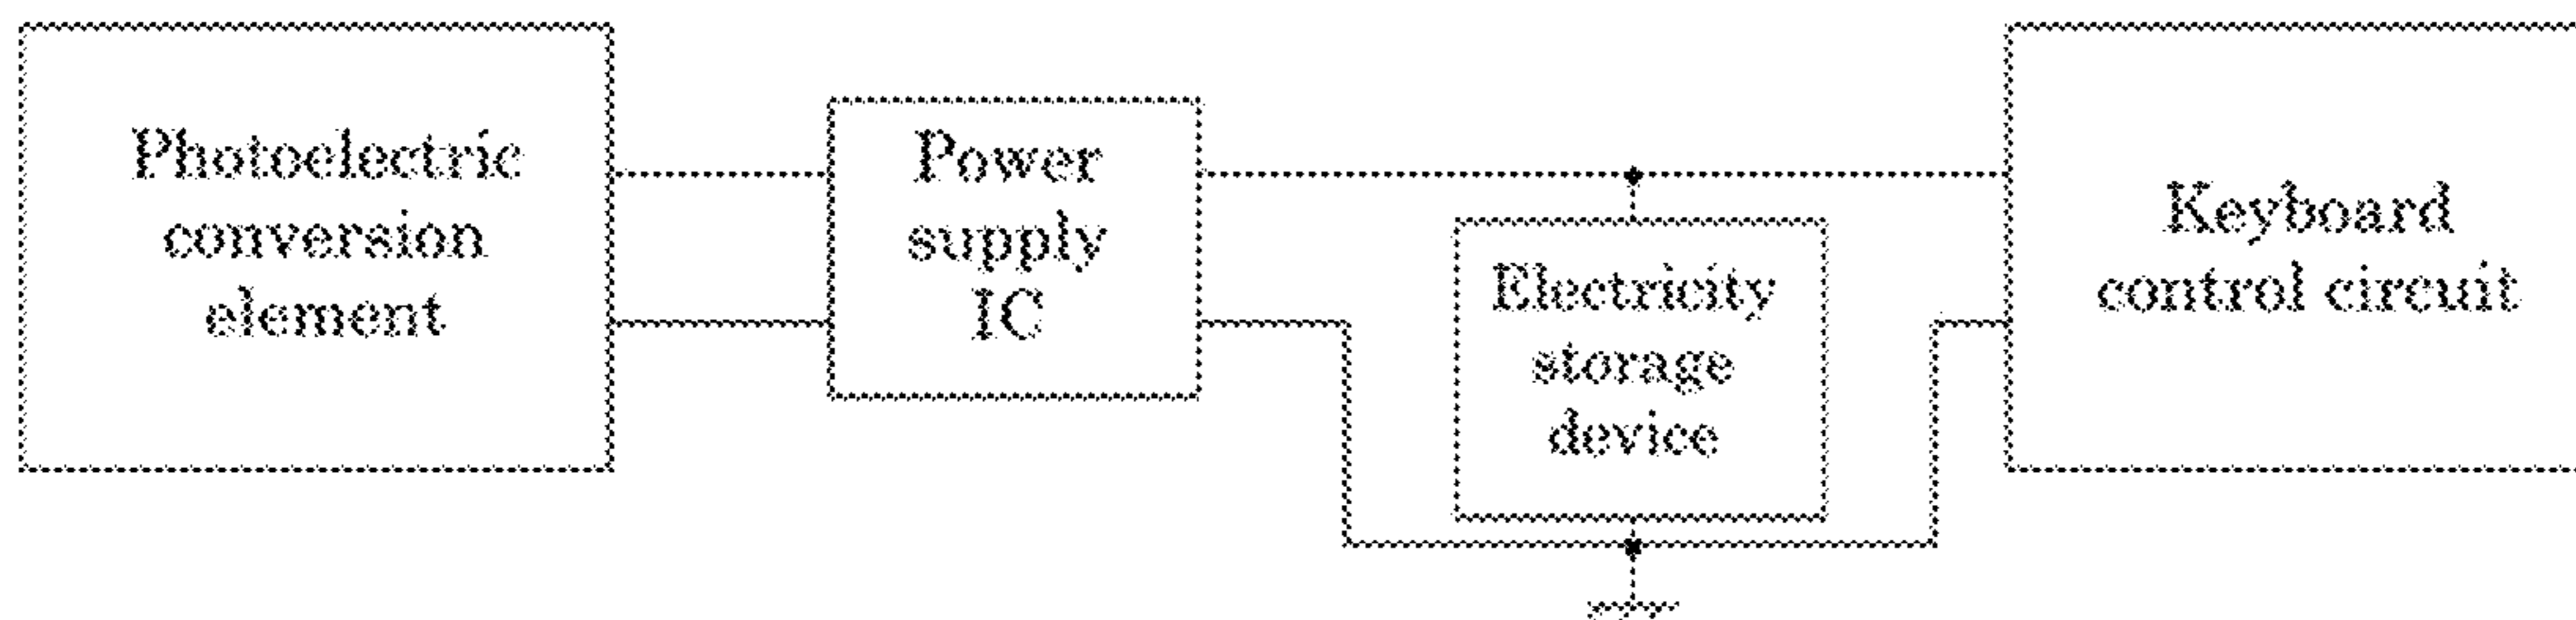 Photoelectric
conversion
element
Power
supply
IC
Electricity
storage
device
Keyboard
control circuit